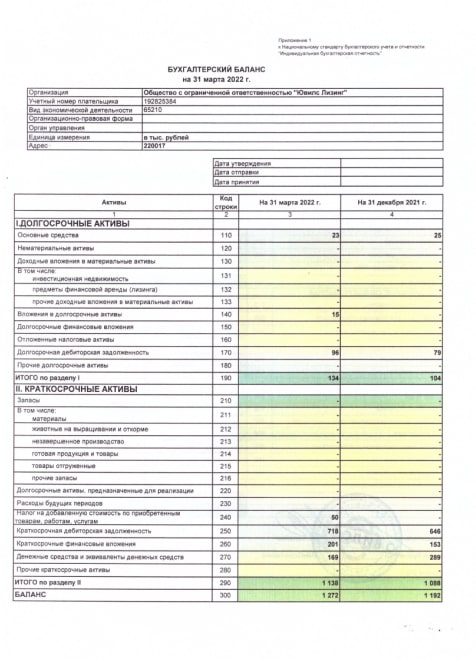 Приложение 1
к Национальному стандарту бухгалтерского учета и отчетности
"Индивидуальная бухгалтерская отчетность"
БУХГАЛТЕРСКИЙ БАЛАНС
на 31 марта 2022 г.
Организация Общество с ограниченной ответственностью "Ювилс Лизинг"
Учетный номер плательщика 192825384
Вид экономической деятельности 65210
Организационно-правовая форма
Орган управления
Единица измерения в тыс. рублей
Адрес 220017
Дата утверждения
Дата отправки
Дата принятия
Активы Код строки На 31 марта 2022 г. На 31 декабря 2021 г.
1 2 3 4
I.ДОЛГОСРОЧНЫЕ АКТИВЫ
Основные средства 110 23 25
Нематериальные активы 120 - -
Доходные вложения в материальные активы 130 - -
В том числе:
инвестиционная недвижимость 131 - -
предметы финансовой аренды (лизинга) 132 - -
прочие доходные вложения в материальные активы 133 - -
Вложения в долгосрочные активы 140 15 -
Долгосрочные финансовые вложения 150 - -
Отложенные налоговые активы 160 - -
Долгосрочная дебиторская задолженность 170 96 79
Прочие долгосрочные активы 180 - -
ИТОГО по разделу I 190 134 104
II. КРАТКОСРОЧНЫЕ АКТИВЫ
Запасы 210 - -
В том числе:
материалы 211 - -
животные на выращивании и откорме 212 - -
незавершенное производство 213 - -
готовая продукция и товары 214 - -
товары отгруженные 215 - -
прочие запасы 216 - -
Долгосрочные активы, предназначенные для реализации 220 - -
Расходы будущих периодов 230 - -
Налог на добавленную стоимость по приобретенным
товарам, работам, услугам 240 50 -
Краткосрочная дебиторская задолженность 250 718 646
Краткосрочные финансовые вложения 260 201 153
Денежные средства и эквиваленты денежных средств 270 169 289
Прочие краткосрочные активы 280 - -
ИТОГО по разделу II 290 1 138 1 088
БАЛАНС 300 1 272 1 192